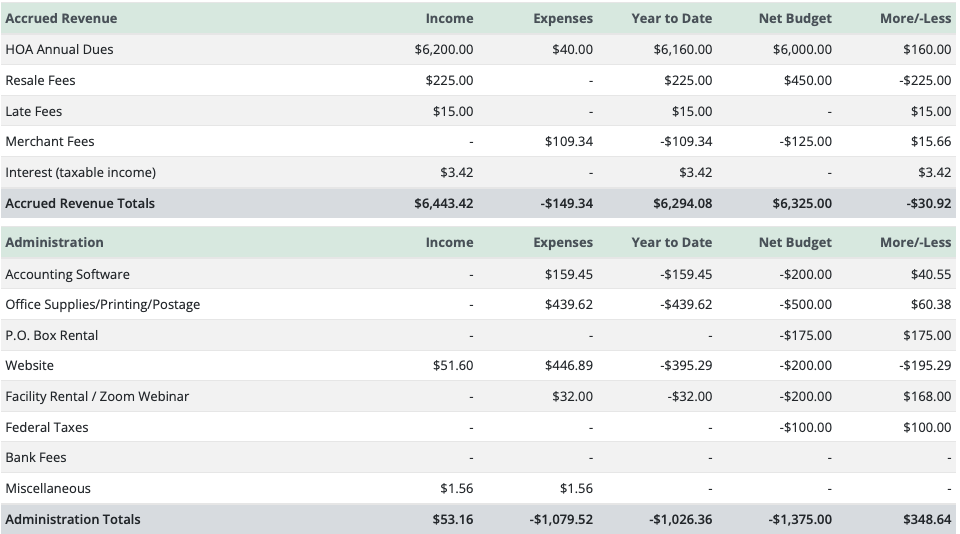 Accrued Revenue Income Expenses Year to Date Net Budget More/-Less
HOA Annual Dues $6,200.00 $40.00 $6,160.00 $6,000.00 $160.00
Resale Fees $225.00 - $225.00 $450.00 -$225.00
Late Fees $15.00 - $15.00 - $15.00
Merchant Fees - $109.34 -$109.34 -$125.00 $15.66
Interest (taxable income) $3.42 - $3.42 - $3.42
Accrued Revenue Totals $6,443.42 -$149.34 $6,294.08 $6,325.00 -$30.92
Administration Income Expenses Year to Date Net Budget More/-Less
Accounting Software - $159.45 -$159.45 -$200.00 $40.55
Office Supplies/Printing/Postage - $439.62 -$439.62 -$500.00 $60.38
P.O. Box Rental - - - -$175.00 $175.00
Website $51.60 $446.89 -$395.29 -$200.00 -$195.29
Facility Rental / Zoom Webinar - $32.00 -$32.00 -$200.00 $168.00
Federal Taxes - - - -$100.00 $100.00
Bank Fees - - - - -
Miscellaneous $1.56 $1.56 - - -
Administration Totals $53.16 -$1,079.52 -$1,026.36 -$1,375.00 $348.64